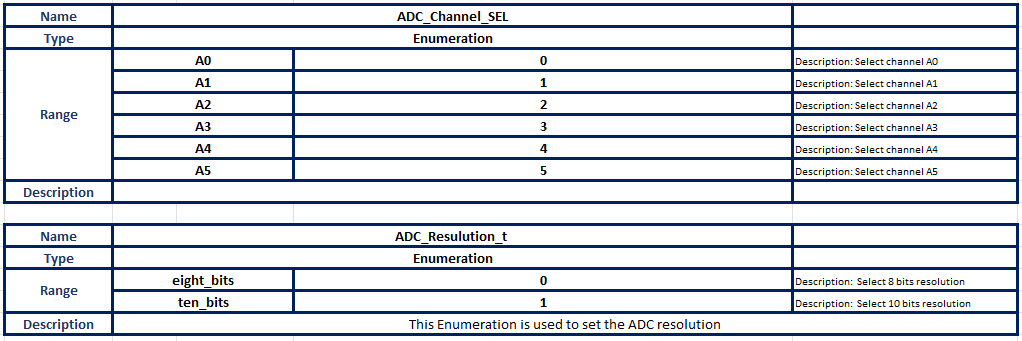 Name ADC_Channel_SEL
Type Enumeration
Range
A0 0 Description: Select channel A0
A1 1 Description: Select channel A1
A2 2 Description: Select channel A2
A3 3 Description: Select channel A3
A4 4 Description: Select channel A4
A5 5 Description: Select channel A5
Description
Name ADC_Resulution_t
Type Enumeration
Range
eight_bits 0 Description: Select 8 bits resolution
ten_bits 1 Description: Select 10 bits resolution
Description This Enumeration is used to set the ADC resolution